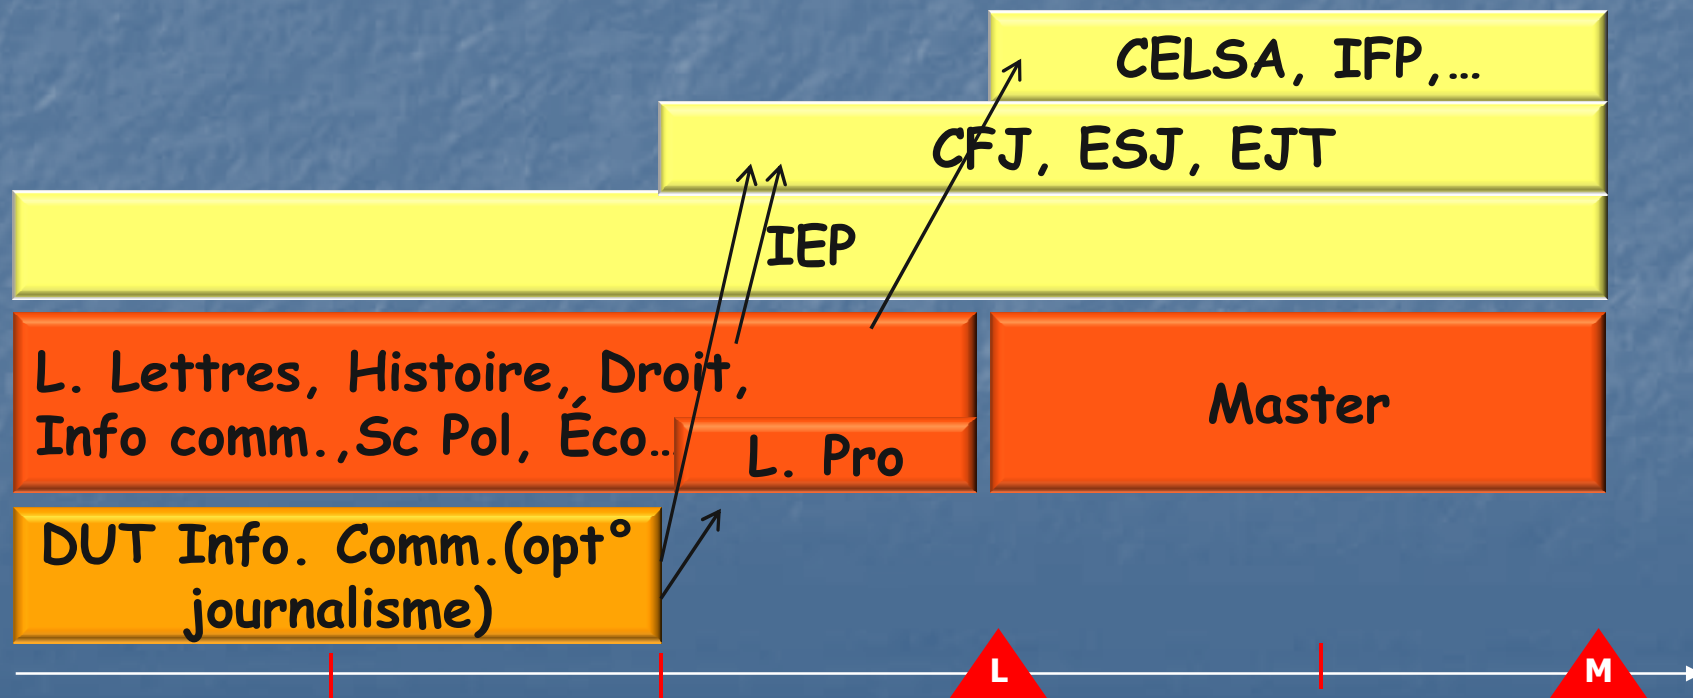 CELSA, IFP,...
CFJ, ESJ, EJT
IEP
L. Lettres, Histoire, Droit,
Info comm.,Sc Pol, Éco...
L. Pro
Master
DUT Info. Comm.(opt°
journalisme)
L
M